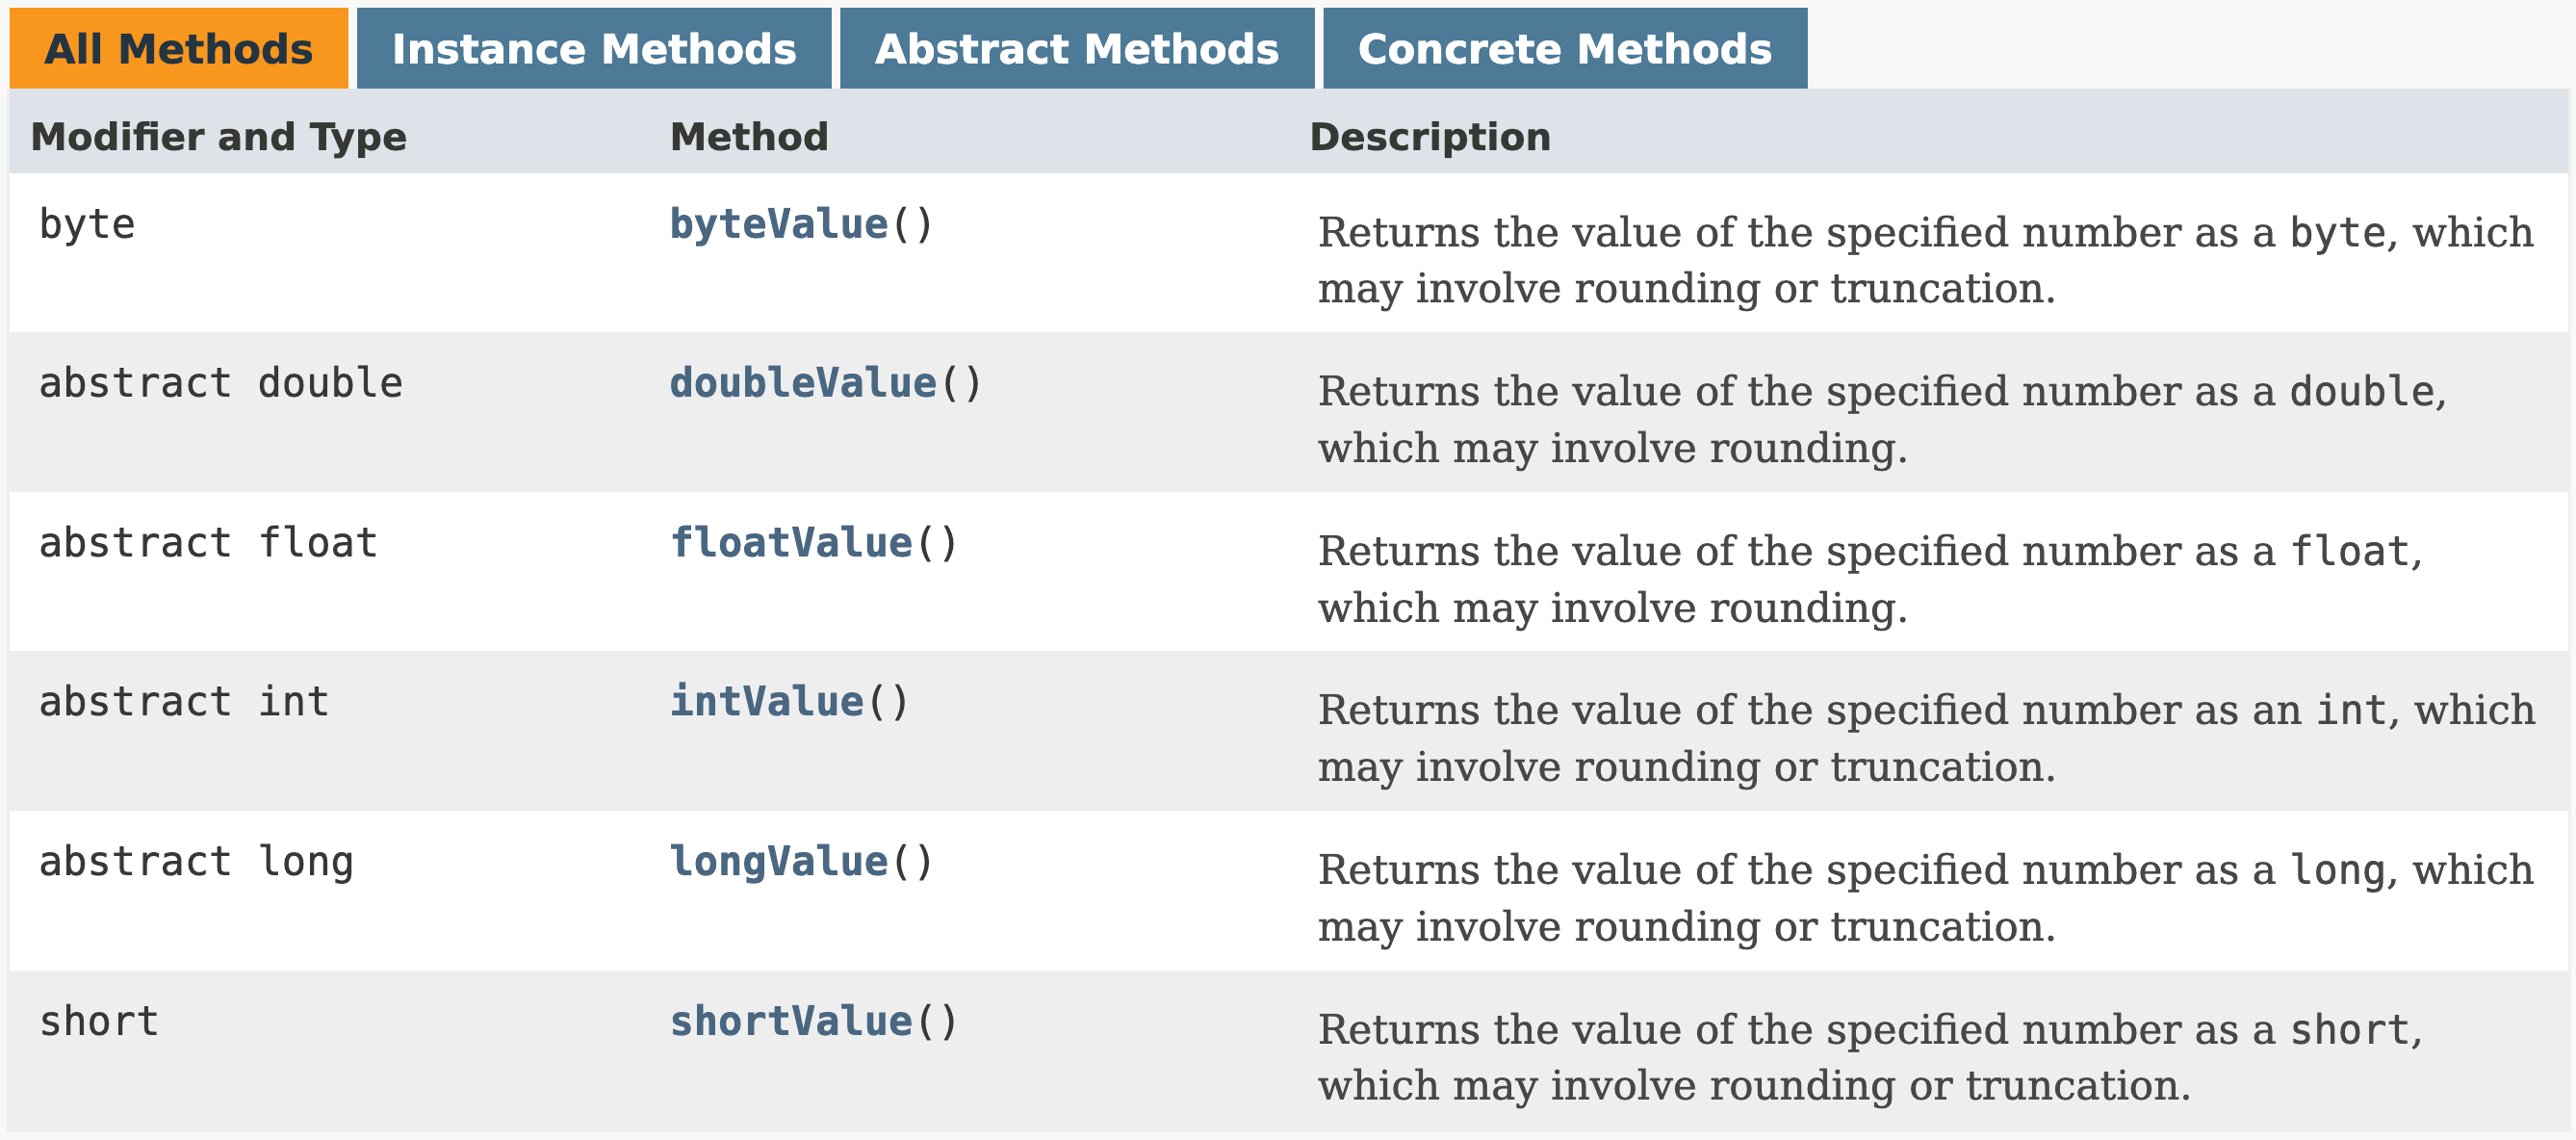 All Methods Instance Methods Abstract Methods Concrete Methods
Modifier and Type Method Description
byte byteValue() Returns the value of the specified number as a byte, which
may involve rounding or truncation.
abstract double doubleValue() Returns the value of the specified number as a double,
which may involve rounding.
abstract float floatValue() Returns the value of the specified number as a float,
which may involve rounding.
abstract int intValue() Returns the value of the specified number as an int, which
may involve rounding or truncation.
abstract long longValue() Returns the value of the specified number as a long, which
may involve rounding or truncation.
short shortValue() Returns the value of the specified number as a short,
which may involve rounding or truncation.